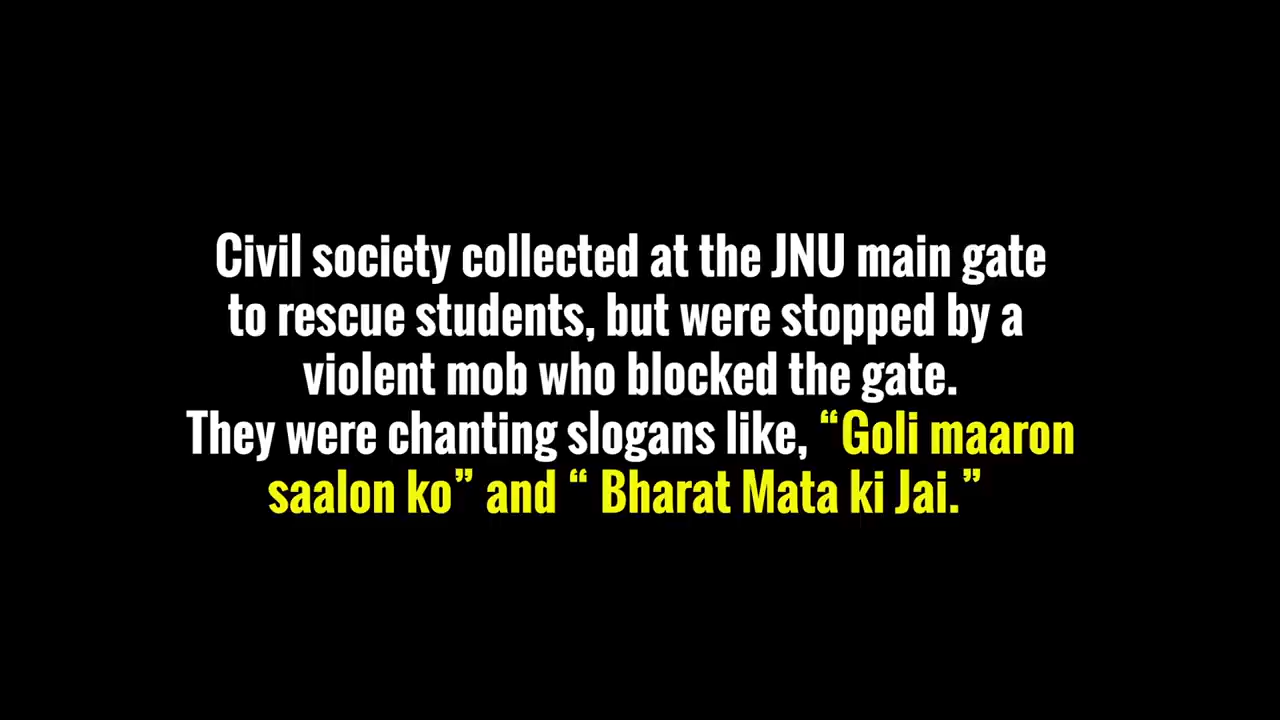 Civil society collected at the JNU main gate
to rescue students, but were stopped by a
violent mob who blocked the gate.
They were chanting slogans like, “Goli maaron
saalon ko” and “ Bharat Mata ki Jai.”